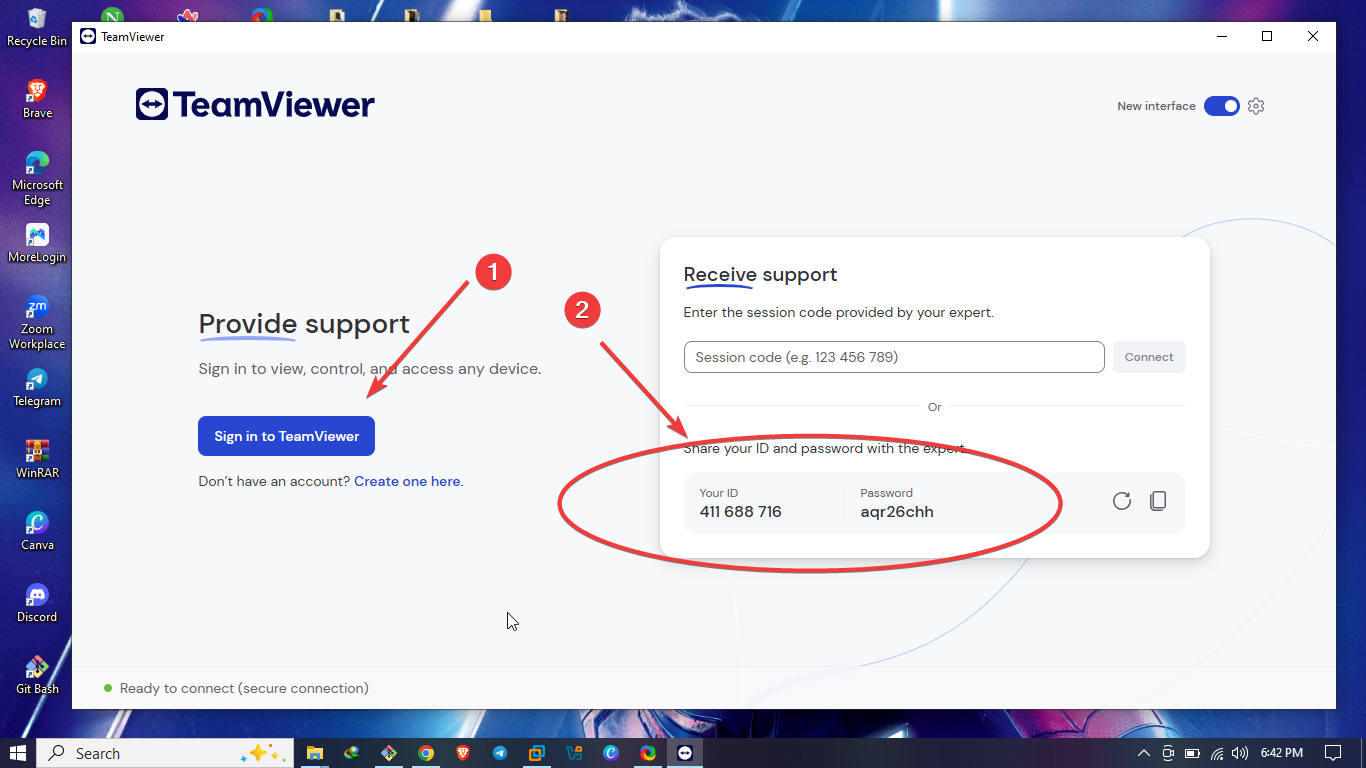 Recycle Bin
Brave
Microsoft
Edge
MoreLogin
zm
Zoom
Workplace
Telegram
WinRAR
Canva
Discord
Git Bash
TeamViewer
TeamViewer
New interface
1
2
Provide support
Sign in to view, control, and access any device.
Sign in to TeamViewer
Don’t have an account? Create one here.
Receive support
Enter the session code provided by your expert.
Session code (e.g. 123 456 789)
Connect
Or
Share your ID and password with the expert.
Your ID
Password
411 688 716
aqr26chh
Ready to connect (secure connection)
Search
6:42 PM